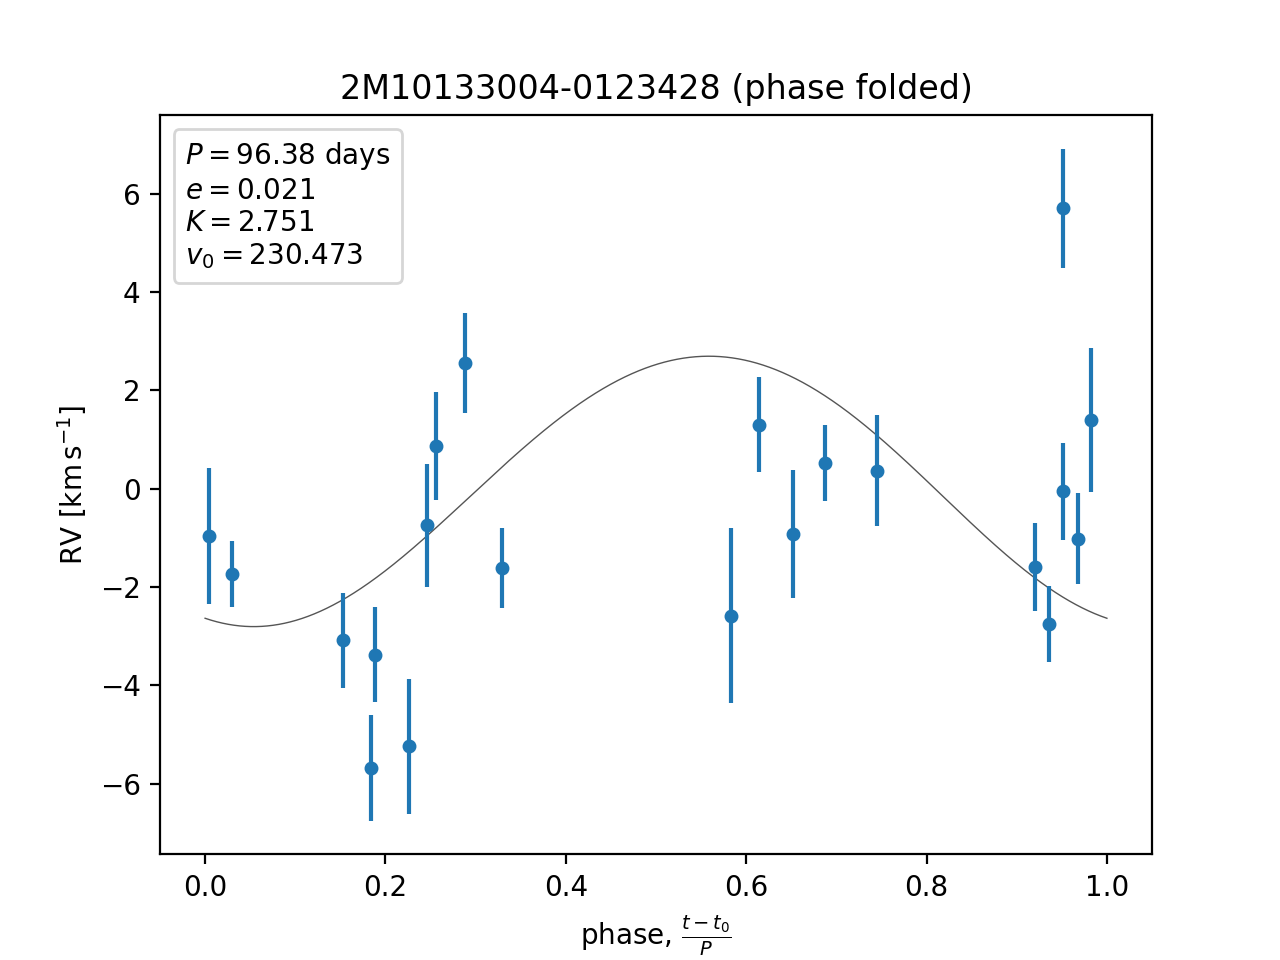 2M10133004-0123428 (phase folded)
P = 96.38 days
e = 0.021
K = 2.751
v₀ = 230.473
6
4
2
0
−2
−4
−6
RV [km s⁻¹]
0.0 0.2 0.4 0.6 0.8 1.0
phase, (t − t₀)/P